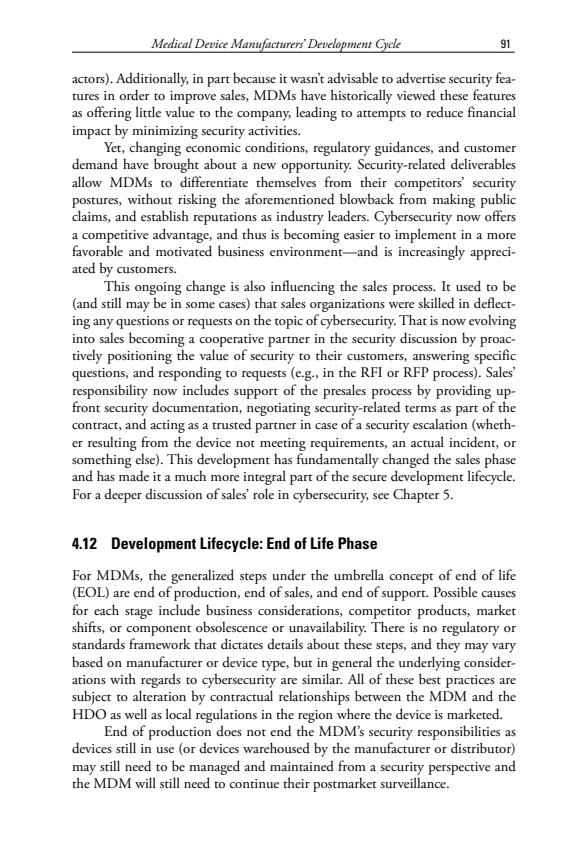 Medical Device Manufacturers' Development Cycle 91
actors). Additionally, in part because it wasn't advisable to advertise security fea-
tures in order to improve sales, MDMs have historically viewed these features
as offering little value to the company, leading to attempts to reduce financial
impact by minimizing security activities.
Yet, changing economic conditions, regulatory guidances, and customer
demand have brought about a new opportunity. Security-related deliverables
allow MDMs to differentiate themselves from their competitors' security
postures, without risking the aforementioned blowback from making public
claims, and establish reputations as industry leaders. Cybersecurity now offers
a competitive advantage, and thus is becoming easier to implement in a more
favorable and motivated business environment—and is increasingly appreci-
ated by customers.
This ongoing change is also influencing the sales process. It used to be
(and still may be in some cases) that sales organizations were skilled in deflect-
ing any questions or requests on the topic of cybersecurity. That is now evolving
into sales becoming a cooperative partner in the security discussion by proac-
tively positioning the value of security to their customers, answering specific
questions, and responding to requests (e.g., in the RFI or RFP process). Sales'
responsibility now includes support of the presales process by providing up-
front security documentation, negotiating security-related terms as part of the
contract, and acting as a trusted partner in case of a security escalation (wheth-
er resulting from the device not meeting requirements, an actual incident, or
something else). This development has fundamentally changed the sales phase
and has made it a much more integral part of the secure development lifecycle.
For a deeper discussion of sales' role in cybersecurity, see Chapter 5.
4.12 Development Lifecycle: End of Life Phase
For MDMs, the generalized steps under the umbrella concept of end of life
(EOL) are end of production, end of sales, and end of support. Possible causes
for each stage include business considerations, competitor products, market
shifts, or component obsolescence or unavailability. There is no regulatory or
standards framework that dictates details about these steps, and they may vary
based on manufacturer or device type, but in general the underlying consider-
ations with regards to cybersecurity are similar. All of these best practices are
subject to alteration by contractual relationships between the MDM and the
HDO as well as local regulations in the region where the device is marketed.
End of production does not end the MDM's security responsibilities as
devices still in use (or devices warehoused by the manufacturer or distributor)
may still need to be managed and maintained from a security perspective and
the MDM will still need to continue their postmarket surveillance.